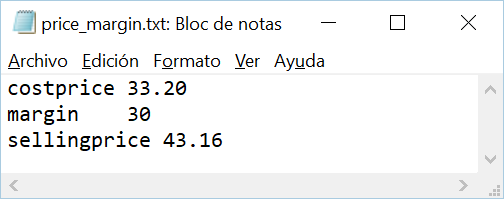 price_margin.txt: Bloc de notas
Archivo Edición Formato Ver Ayuda
costprice 33.20
margin    30
sellingprice 43.16